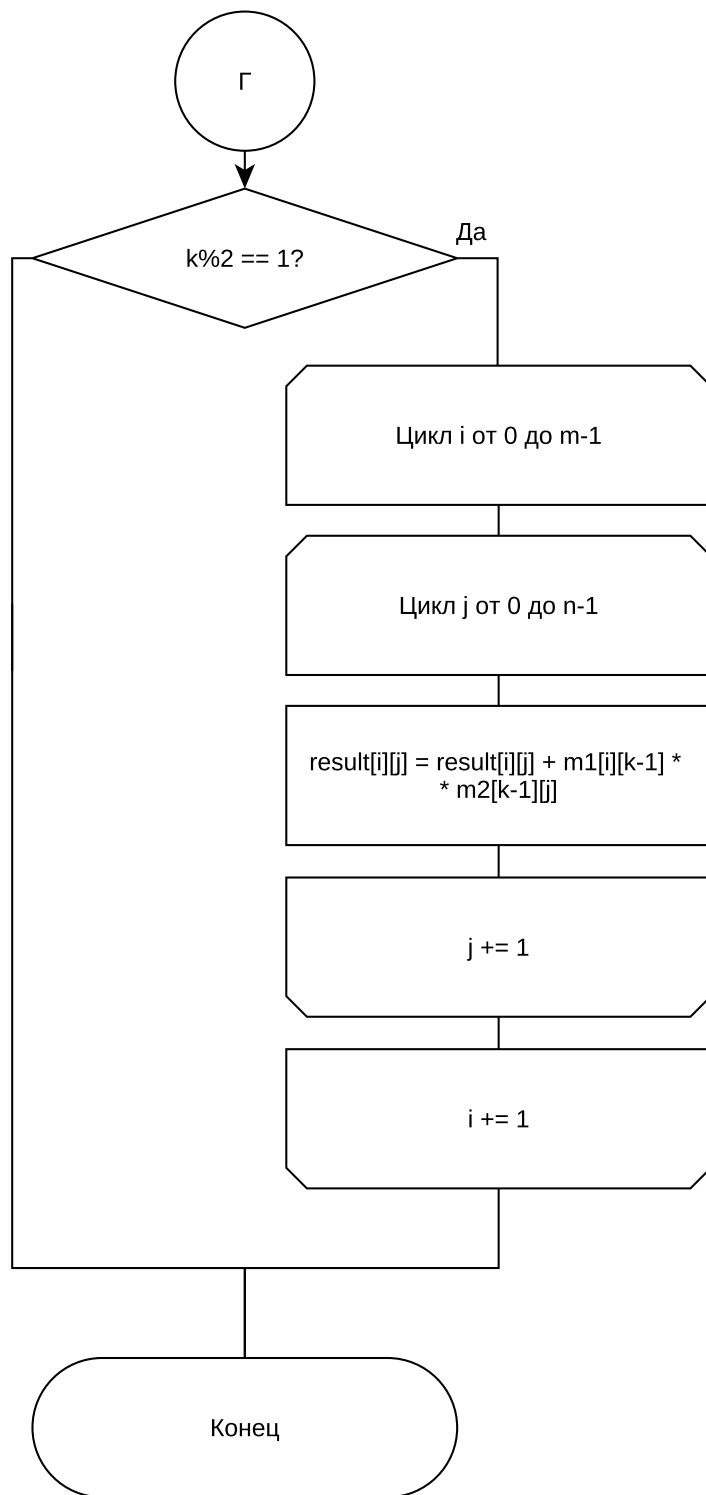 Г
Да
k%2 == 1?
Цикл i от 0 до m-1
Цикл j от 0 до n-1
result[i][j] = result[i][j] + m1[i][k-1] *
* m2[k-1][j]
j += 1
i += 1
Конец